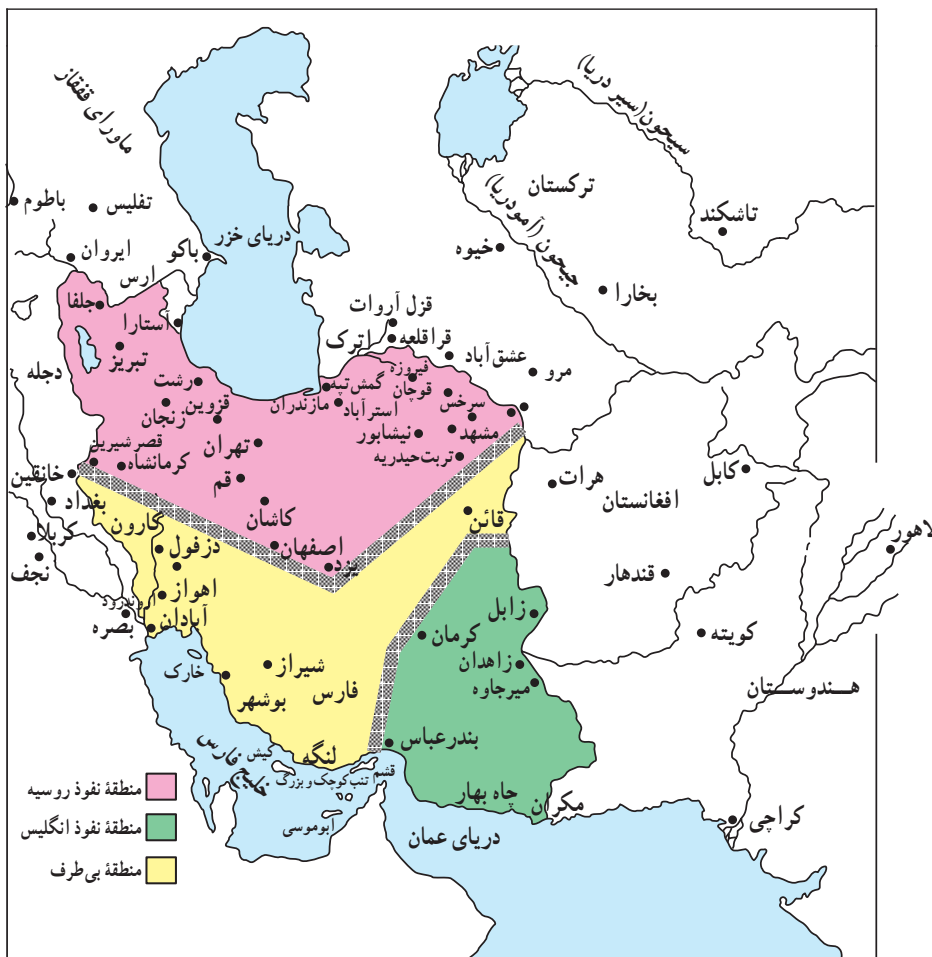 ماورای قفقاز
سیحون (سیر دریا)
ترکستان
جیحون (آمودریا)
تاشکند
باطوم
تفلیس
دریای خزر
خیوه
ایروان
باکو
بخارا
ارس
جلفا
قزل آروات
آستارا
قراقلعه
اترک
عشق آباد
تبریز
مرو
فیروزه
دجله
رشت
گمش‌تپه
قوچان
سرخس
قزوین
مازندران
استرآباد
زنجان
نیشابور
مشهد
تهران
قصرشیرین
کرمانشاه
تربت‌حیدریه
خانقین
قم
هرات
کابل
افغانستان
بغداد
کارون
کاشان
قائن
کربلا
دزفول
اصفهان
لاهور
نجف
یزد
قندهار
اهواز
اروندرود
زابل
آبادان
بصره
کرمان
کویته
خارک
شیراز
زاهدان
فارس
میرجاوه
هندوستان
بوشهر
خلیج فارس
لنگه
بندرعباس
کیش
تنب‌کوچک و بزرگ
قشم
چاه بهار
مکران
ابوموسی
دریای عمان
کراچی
منطقهٔ نفوذ روسیه
منطقهٔ نفوذ انگلیس
منطقهٔ بی‌طرف